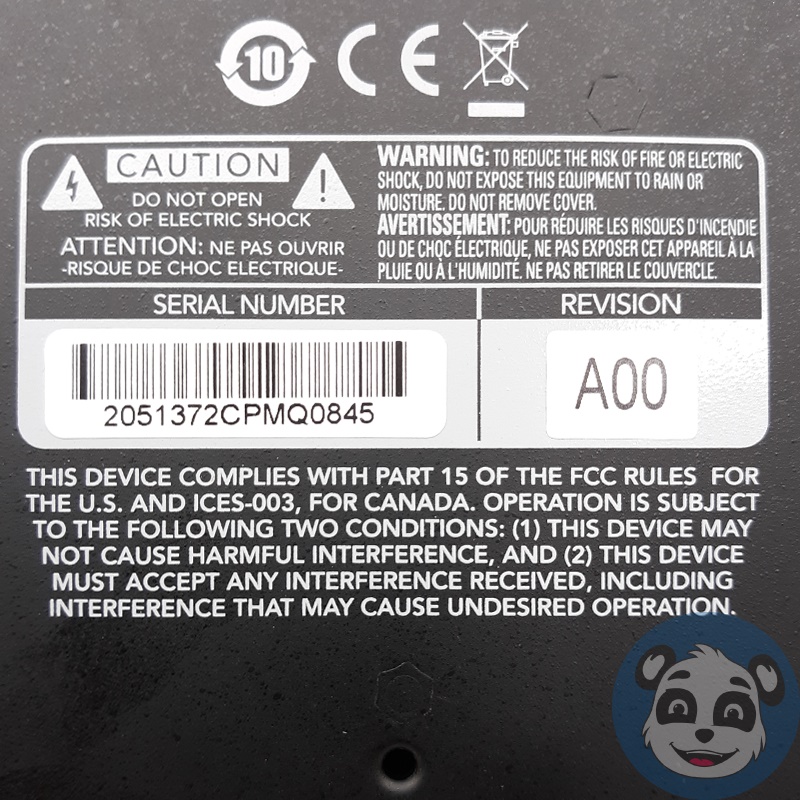 10 CE
CAUTION
DO NOT OPEN
RISK OF ELECTRIC SHOCK
ATTENTION: NE PAS OUVRIR
-RISQUE DE CHOC ELECTRIQUE-
WARNING: TO REDUCE THE RISK OF FIRE OR ELECTRIC
SHOCK, DO NOT EXPOSE THIS EQUIPMENT TO RAIN OR
MOISTURE. DO NOT REMOVE COVER.
AVERTISSEMENT: POUR RÉDUIRE LES RISQUES D'INCENDIE
OU DE CHOC ÉLECTRIQUE, NE PAS EXPOSER CET APPAREIL À LA
PLUIE OU À L'HUMIDITÉ. NE PAS RETIRER LE COUVERCLE.
SERIAL NUMBER
2051372CPMQ0845
REVISION
A00
THIS DEVICE COMPLIES WITH PART 15 OF THE FCC RULES FOR
THE U.S. AND ICES-003, FOR CANADA. OPERATION IS SUBJECT
TO THE FOLLOWING TWO CONDITIONS: (1) THIS DEVICE MAY
NOT CAUSE HARMFUL INTERFERENCE, AND (2) THIS DEVICE
MUST ACCEPT ANY INTERFERENCE RECEIVED, INCLUDING
INTERFERENCE THAT MAY CAUSE UNDESIRED OPERATION.